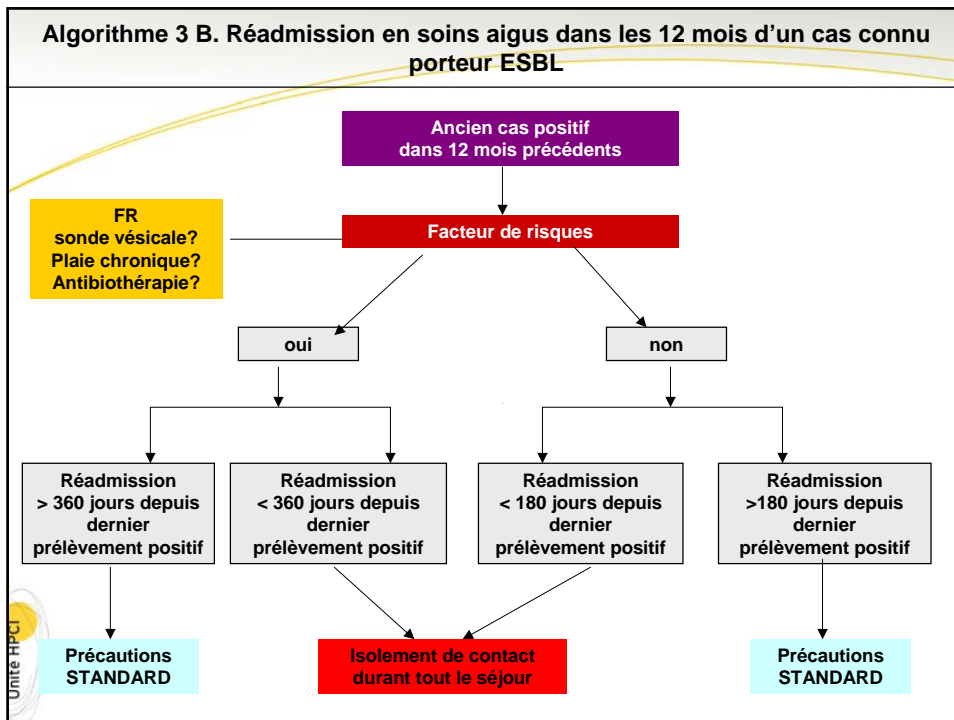 Algorithme 3 B. Réadmission en soins aigus dans les 12 mois d'un cas connu
porteur ESBL
Ancien cas positif
dans 12 mois précédents
FR
sonde vésicale?
Plaie chronique?
Antibiothérapie?
Facteur de risques
oui
non
Réadmission
> 360 jours depuis
dernier
prélèvement positif
Réadmission
< 360 jours depuis
dernier
prélèvement positif
Réadmission
< 180 jours depuis
dernier
prélèvement positif
Réadmission
>180 jours depuis
dernier
prélèvement positif
Précautions
STANDARD
Isolement de contact
durant tout le séjour
Précautions
STANDARD
Unité HPCI